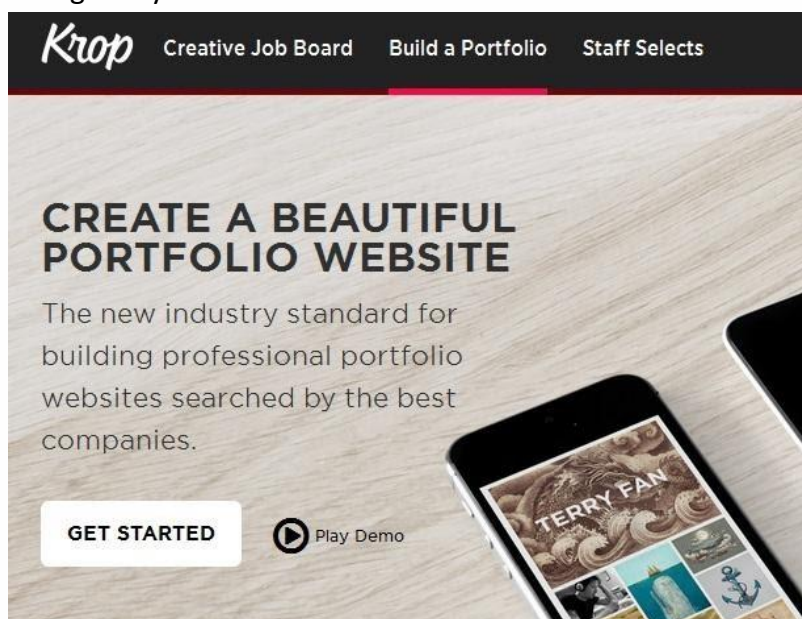 Krop Creative Job Board Build a Portfolio Staff Selects
CREATE A BEAUTIFUL
PORTFOLIO WEBSITE
The new industry standard for
building professional portfolio
websites searched by the best
companies.
GET STARTED Play Demo
TERRY FAN